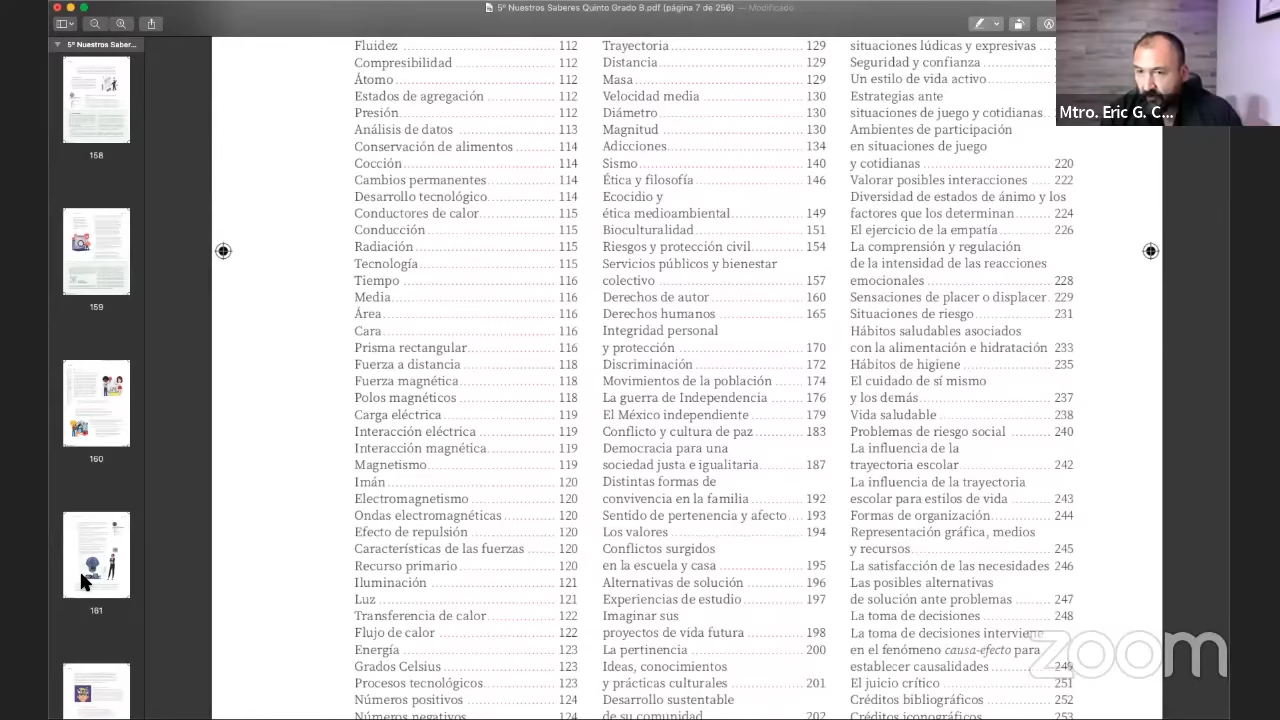 5º Nuestros Saberes Quinto Grado B.pdf (página 7 de 256) — Modificado
5º Nuestros Saber...
158
159
160
161
Fluidez 112
Compresibilidad 112
Átomo 112
Estados de agregación 112
Presión 112
Análisis de datos 113
Conservación de alimentos 114
Cocción 114
Cambios permanentes 114
Desarrollo tecnológico 114
Conductores de calor 115
Conducción 115
Radiación 115
Tecnología 115
Tiempo 116
Media 116
Área 116
Cara 116
Prisma rectangular 116
Fuerza a distancia 118
Fuerza magnética 118
Polos magnéticos 118
Carga eléctrica 119
Interacción eléctrica 119
Interacción magnética 119
Magnetismo 119
Imán 120
Electromagnetismo 120
Ondas electromagnéticas 120
Efecto de repulsión 120
Características de las fuerzas 120
Recurso primario 120
Iluminación 121
Luz 121
Transferencia de calor 122
Flujo de calor 122
Energía 123
Grados Celsius 123
Procesos tecnológicos 123
Números positivos 124
Números negativos 124
Trayectoria 129
Distancia 129
Masa 129
Velocidad media 130
Diámetro 130
Magnitud 130
Adicciones 134
Sismo 140
Ética y filosofía 146
Ecocidio y
ética medioambiental 149
Bioculturalidad 151
Riesgos y protección civil 154
Servicios públicos y bienestar
colectivo 157
Derechos de autor 160
Derechos humanos 165
Integridad personal
y protección 170
Discriminación 172
Movimientos de la población 174
La guerra de Independencia 176
El México independiente 179
Conflicto y cultura de paz 183
Democracia para una
sociedad justa e igualitaria 187
Distintas formas de
convivencia en la familia 192
Sentido de pertenencia y afecto 193
Los valores 194
Conflictos surgidos
en la escuela y casa 195
Alternativas de solución 196
Experiencias de estudio 197
Imaginar sus
proyectos de vida futura 198
La pertinencia 200
Ideas, conocimientos
y prácticas culturales 201
Desarrollo sustentable
de su comunidad 202
situaciones lúdicas y expresivas
Seguridad y confianza
Un estilo de vida activo
Estrategias ante
situaciones de juego y cotidianas
Ambientes de participación
en situaciones de juego
y cotidianas 220
Valorar posibles interacciones 222
Diversidad de estados de ánimo y los
factores que los determinan 224
El ejercicio de la empatía 226
La comprensión y regulación
de la intensidad de las reacciones
emocionales 228
Sensaciones de placer o displacer 229
Situaciones de riesgo 231
Hábitos saludables asociados
con la alimentación e hidratación 233
Hábitos de higiene 235
El cuidado de sí mismo
y los demás 237
Vida saludable 238
Problemas de riesgo social 240
La influencia de la
trayectoria escolar 242
La influencia de la trayectoria
escolar para estilos de vida 243
Formas de organización 244
Representación gráfica, medios
y recursos 245
La satisfacción de las necesidades 246
Las posibles alternativas
de solución ante problemas 247
La toma de decisiones 248
La toma de decisiones interviene
en el fenómeno causa-efecto para
establecer causalidades 249
El juicio crítico 251
Créditos bibliográficos 252
Créditos iconográficos 253
Mtro. Eric G. C...
zoom